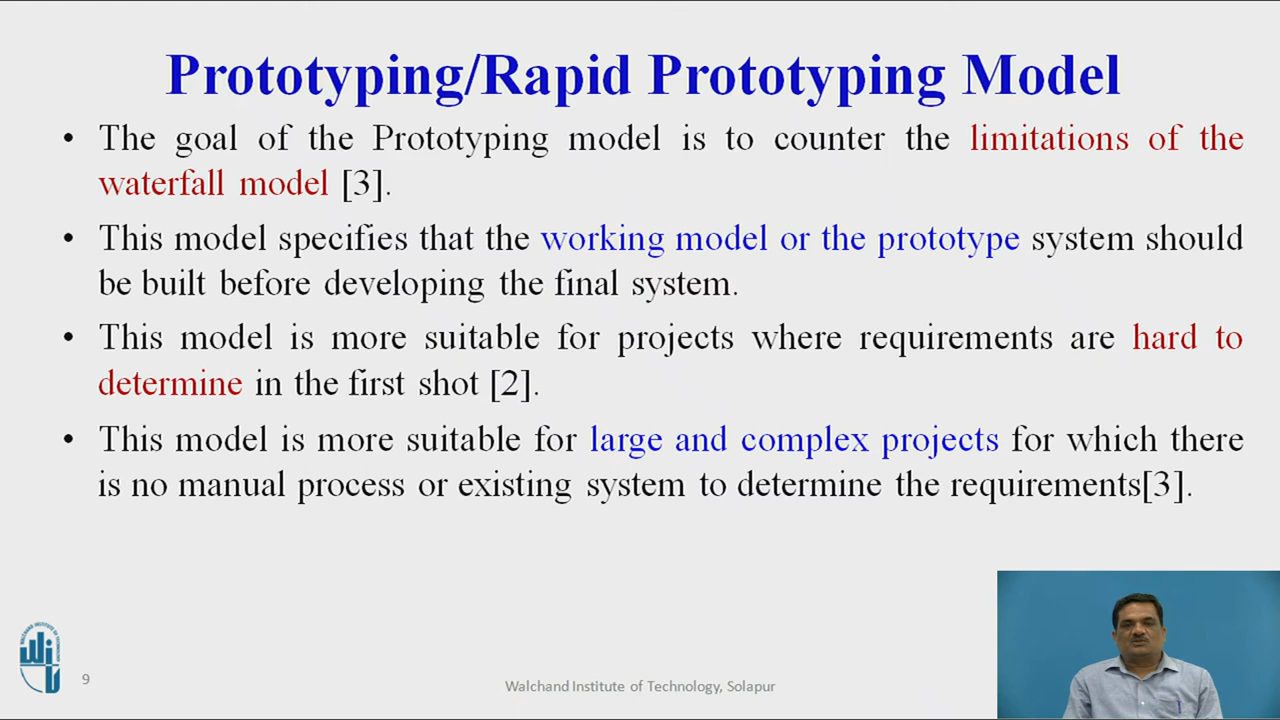 Prototyping/Rapid Prototyping Model
• The goal of the Prototyping model is to counter the limitations of the
waterfall model [3].
• This model specifies that the working model or the prototype system should
be built before developing the final system.
• This model is more suitable for projects where requirements are hard to
determine in the first shot [2].
• This model is more suitable for large and complex projects for which there
is no manual process or existing system to determine the requirements[3].
WALCHAND INSTITUTE OF TECHNOLOGY
9
Walchand Institute of Technology, Solapur